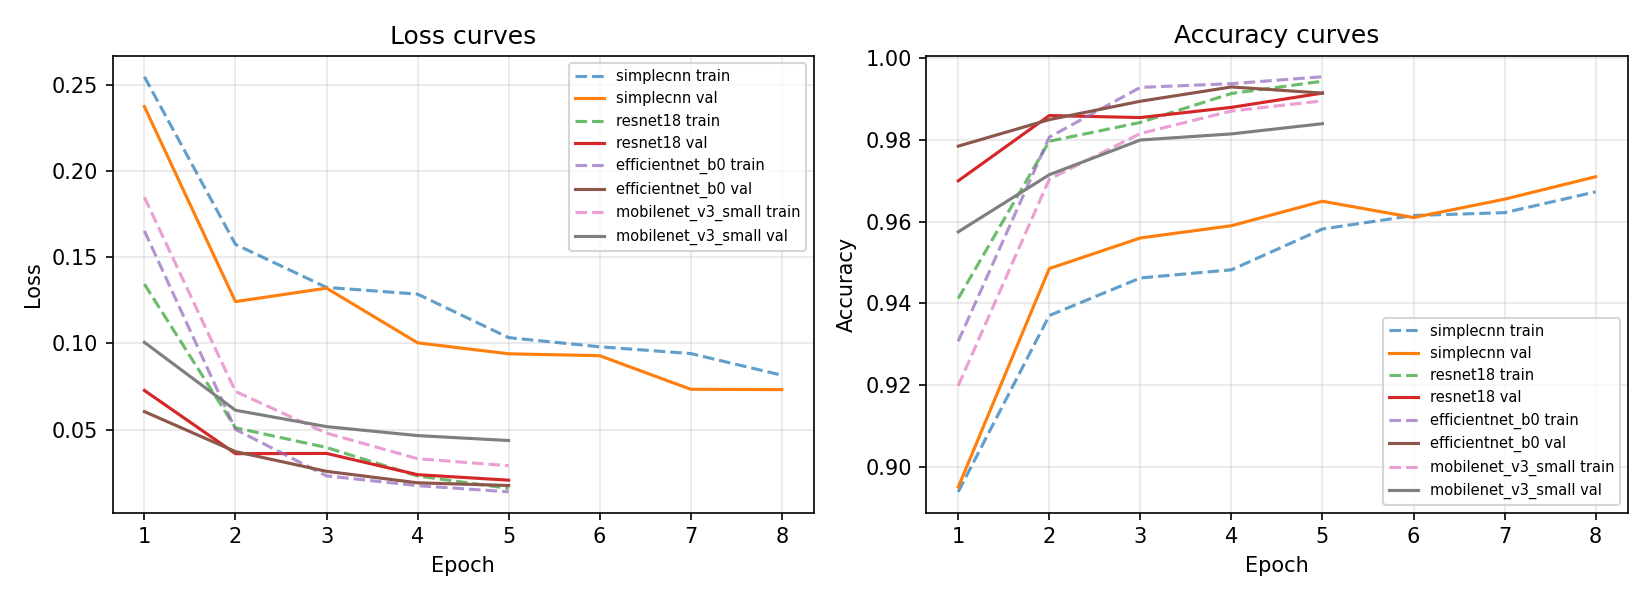 Loss curves
Loss
0.25
0.20
0.15
0.10
0.05
1 2 3 4 5 6 7 8
Epoch
simplecnn train
simplecnn val
resnet18 train
resnet18 val
efficientnet_b0 train
efficientnet_b0 val
mobilenet_v3_small train
mobilenet_v3_small val
Accuracy curves
Accuracy
1.00
0.98
0.96
0.94
0.92
0.90
1 2 3 4 5 6 7 8
Epoch
simplecnn train
simplecnn val
resnet18 train
resnet18 val
efficientnet_b0 train
efficientnet_b0 val
mobilenet_v3_small train
mobilenet_v3_small val